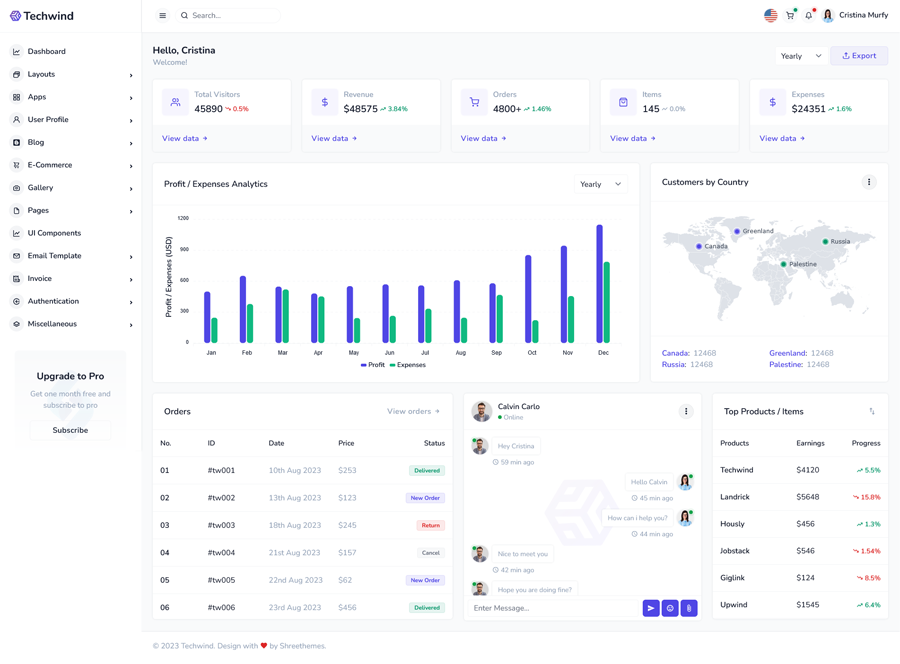 Techwind
Search...
Cristina Murfy
Dashboard
Layouts
Apps
User Profile
Blog
E-Commerce
Gallery
Pages
UI Components
Email Template
Invoice
Authentication
Miscellaneous
Upgrade to Pro
Get one month free and
subscribe to pro
Subscribe
Hello, Cristina
Welcome!
Yearly
Export
Total Visitors
45890 0.5%
View data
Revenue
$48575 3.84%
View data
Orders
4800+ 1.46%
View data
Items
145 0.0%
View data
Expenses
$24351 1.6%
View data
Profit / Expenses Analytics
Yearly
Profit / Expenses (USD)
1200
900
600
300
0
Jan Feb Mar Apr May Jun Jul Aug Sep Oct Nov Dec
Profit Expenses
Customers by Country
Greenland
Canada
Russia
Palestine
Canada: 12468 Greenland: 12468
Russia: 12468 Palestine: 12468
Orders View orders
No. ID Date Price Status
01 #tw001 10th Aug 2023 $253 Delivered
02 #tw002 13th Aug 2023 $123 New Order
03 #tw003 18th Aug 2023 $245 Return
04 #tw004 21st Aug 2023 $157 Cancel
05 #tw005 22nd Aug 2023 $62 New Order
06 #tw006 23rd Aug 2023 $456 Delivered
Calvin Carlo
Online
Hey Cristina
59 min ago
Hello Calvin
45 min ago
How can i help you?
44 min ago
Nice to meet you
42 min ago
Hope you are doing fine?
Enter Message...
Top Products / Items
Products Earnings Progress
Techwind $4120 5.5%
Landrick $5648 15.8%
Hously $456 1.3%
Jobstack $546 1.54%
Giglink $124 8.5%
Upwind $1545 6.4%
© 2023 Techwind. Design with ❤ by Shreethemes.